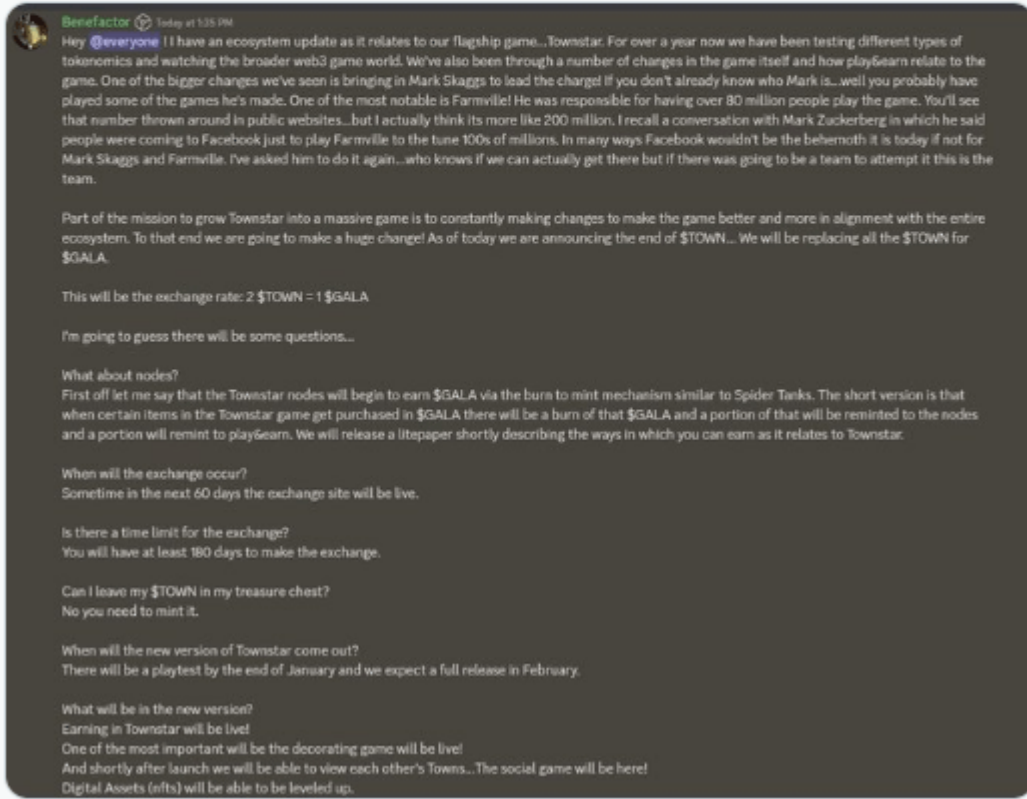 Benefactor Today at 1:35 PM
Hey @everyone ! I have an ecosystem update as it relates to our flagship game...Townstar. For over a year now we have been testing different types of
tokenomics and watching the broader web3 game world. We've also been through a number of changes in the game itself and how play&earn relate to the
game. One of the bigger changes we've seen is bringing in Mark Skaggs to lead the charge! If you don't already know who Mark is...well you probably have
played some of the games he's made. One of the most notable is Farmville! He was responsible for having over 80 million people play the game. You'll see
that number thrown around in public websites...but I actually think its more like 200 million. I recall a conversation with Mark Zuckerberg in which he said
people were coming to Facebook just to play Farmville to the tune 100s of millions. In many ways Facebook wouldn't be the behemoth it is today if not for
Mark Skaggs and Farmville. I've asked him to do it again...who knows if we can actually get there but if there was going to be a team to attempt it this is the
team.
Part of the mission to grow Townstar into a massive game is to constantly making changes to make the game better and more in alignment with the entire
ecosystem. To that end we are going to make a huge change! As of today we are announcing the end of $TOWN... We will be replacing all the $TOWN for
$GALA.
This will be the exchange rate: 2 $TOWN = 1 $GALA
I'm going to guess there will be some questions...
What about nodes?
First off let me say that the Townstar nodes will begin to earn $GALA via the burn to mint mechanism similar to Spider Tanks. The short version is that
when certain items in the Townstar game get purchased in $GALA there will be a burn of that $GALA and a portion of that will be reminted to the nodes
and a portion will remint to play&earn. We will release a litepaper shortly describing the ways in which you can earn as it relates to Townstar.
When will the exchange occur?
Sometime in the next 60 days the exchange site will be live.
Is there a time limit for the exchange?
You will have at least 180 days to make the exchange.
Can I leave my $TOWN in my treasure chest?
No you need to mint it.
When will the new version of Townstar come out?
There will be a playtest by the end of January and we expect a full release in February.
What will be in the new version?
Earning in Townstar will be live!
One of the most important will be the decorating game will be live!
And shortly after launch we will be able to view each other's Towns...The social game will be here!
Digital Assets (nfts) will be able to be leveled up.